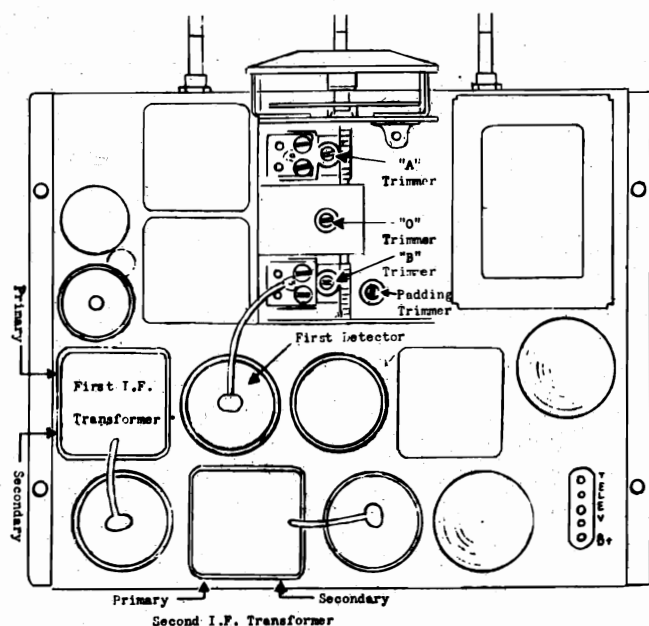 "A"
Trimmer
"O"
Trimmer
"B"
Trimmer
Padding
Trimmer
First Detector
Primary
First I.F.
Transformer
Secondary
TELEV
B+
Primary
Secondary
Second I.F. Transformer